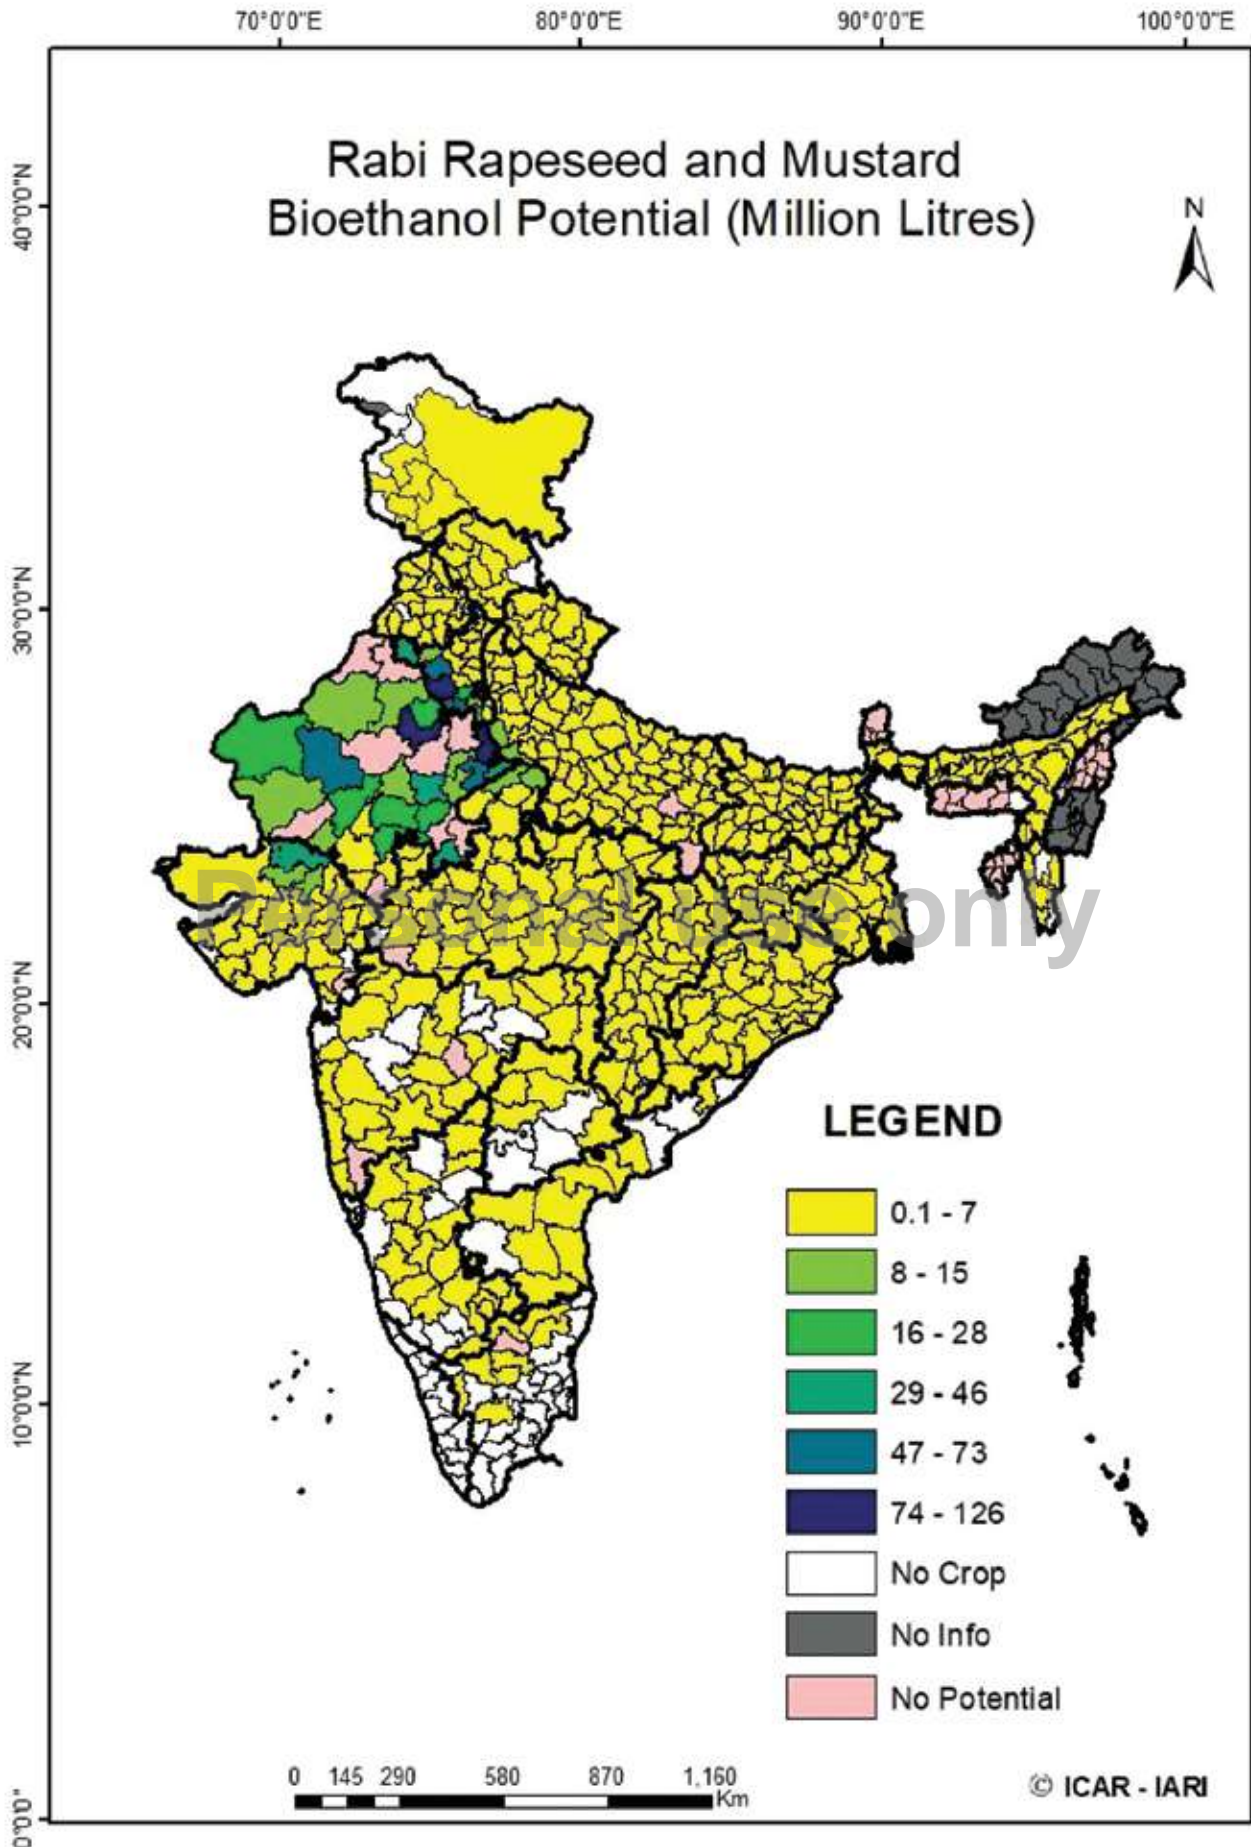 70°0'0"E 80°0'0"E 90°0'0"E 100°0'0"E
Rabi Rapeseed and Mustard
Bioethanol Potential (Million Litres)
N
40°0'0"N
30°0'0"N
20°0'0"N
10°0'0"N
0°0'0"
Personal use only
LEGEND
0.1 - 7
8 - 15
16 - 28
29 - 46
47 - 73
74 - 126
No Crop
No Info
No Potential
0 145 290 580 870 1,160
Km
© ICAR - IARI